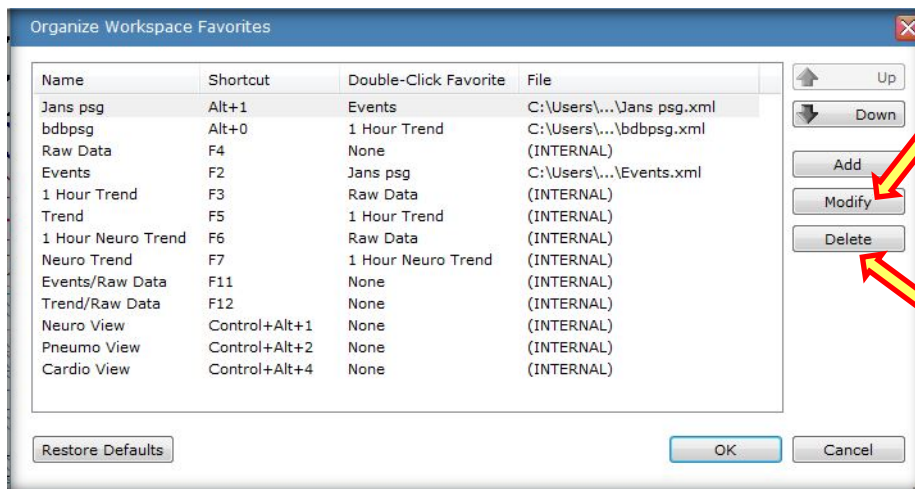 Organize Workspace Favorites
Name Shortcut Double-Click Favorite File
Jans psg Alt+1 Events C:\Users\...\Jans psg.xml
bdbpsg Alt+0 1 Hour Trend C:\Users\...\bdbpsg.xml
Raw Data F4 None (INTERNAL)
Events F2 Jans psg C:\Users\...\Events.xml
1 Hour Trend F3 Raw Data (INTERNAL)
Trend F5 1 Hour Trend (INTERNAL)
1 Hour Neuro Trend F6 Raw Data (INTERNAL)
Neuro Trend F7 1 Hour Neuro Trend (INTERNAL)
Events/Raw Data F11 None (INTERNAL)
Trend/Raw Data F12 None (INTERNAL)
Neuro View Control+Alt+1 None (INTERNAL)
Pneumo View Control+Alt+2 None (INTERNAL)
Cardio View Control+Alt+4 None (INTERNAL)
Up
Down
Add
Modify
Delete
Restore Defaults OK Cancel